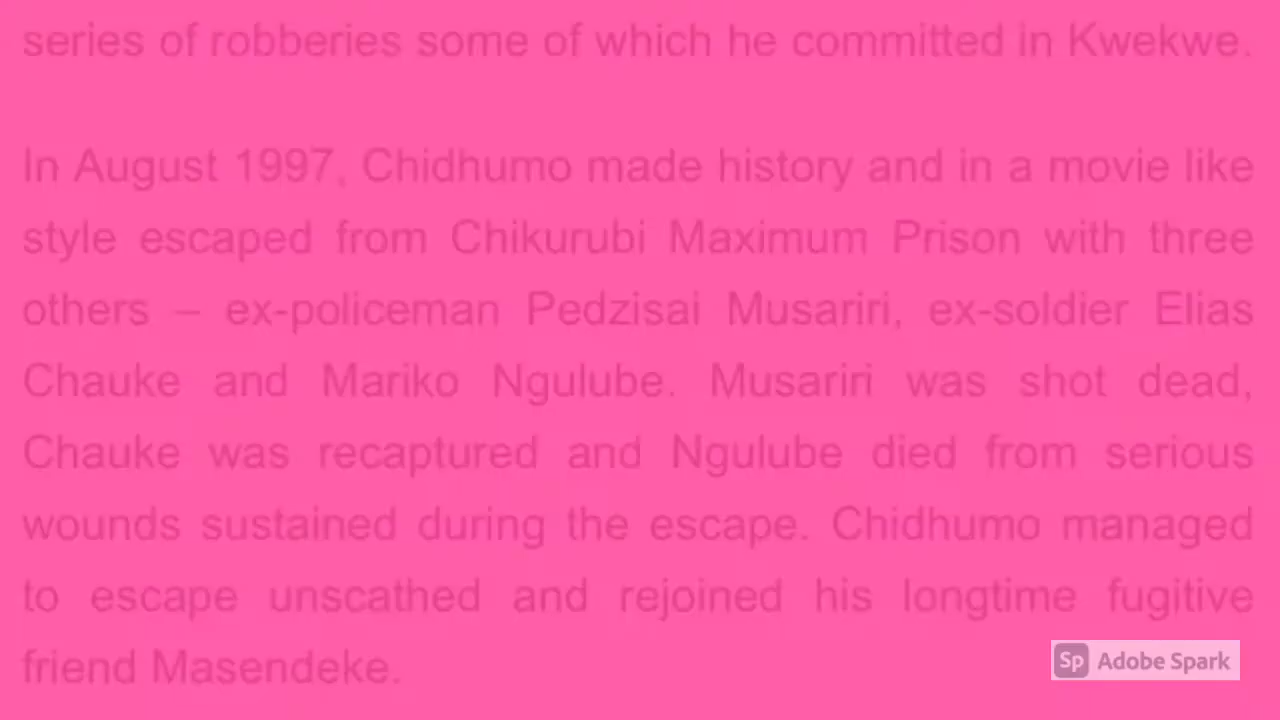 series of robberies some of which he committed in Kwekwe.
In August 1997, Chidhumo made history and in a movie like
style escaped from Chikurubi Maximum Prison with three
others – ex-policeman Pedzisai Musariri, ex-soldier Elias
Chauke and Mariko Ngulube. Musariri was shot dead,
Chauke was recaptured and Ngulube died from serious
wounds sustained during the escape. Chidhumo managed
to escape unscathed and rejoined his longtime fugitive
friend Masendeke.
Sp Adobe Spark